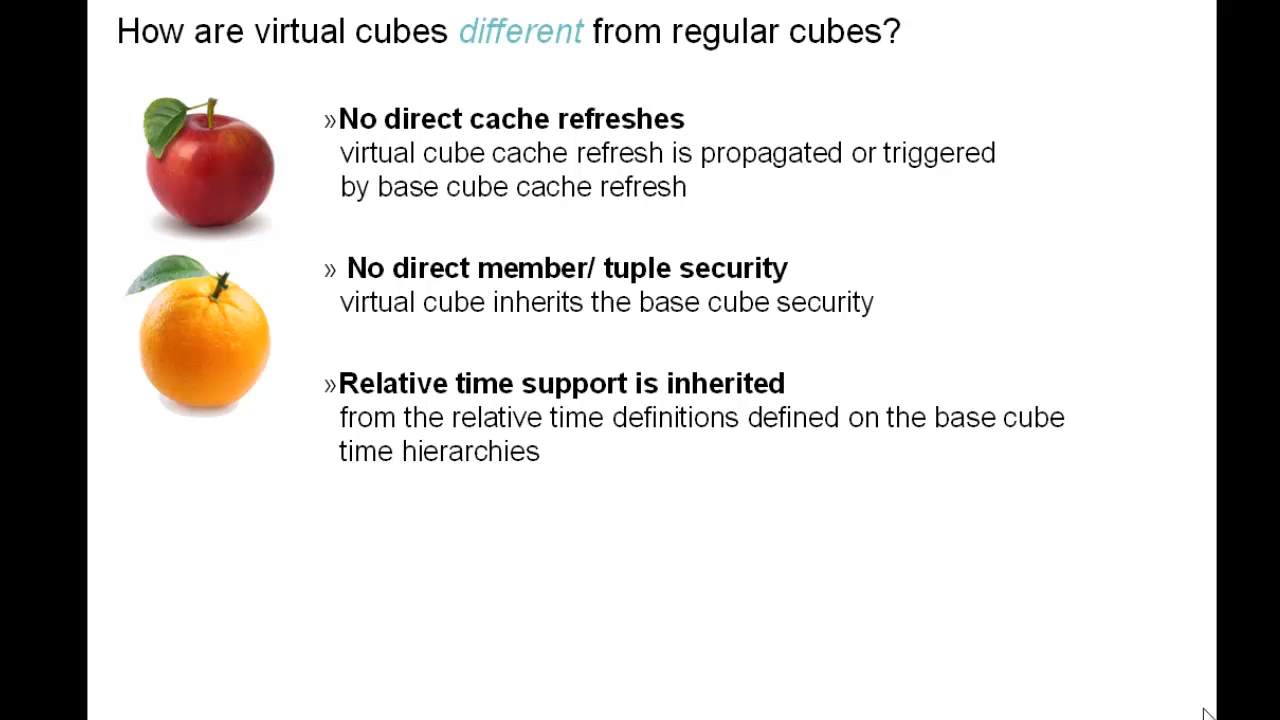 How are virtual cubes different from regular cubes?
»No direct cache refreshes
virtual cube cache refresh is propagated or triggered
by base cube cache refresh
» No direct member/ tuple security
virtual cube inherits the base cube security
»Relative time support is inherited
from the relative time definitions defined on the base cube
time hierarchies